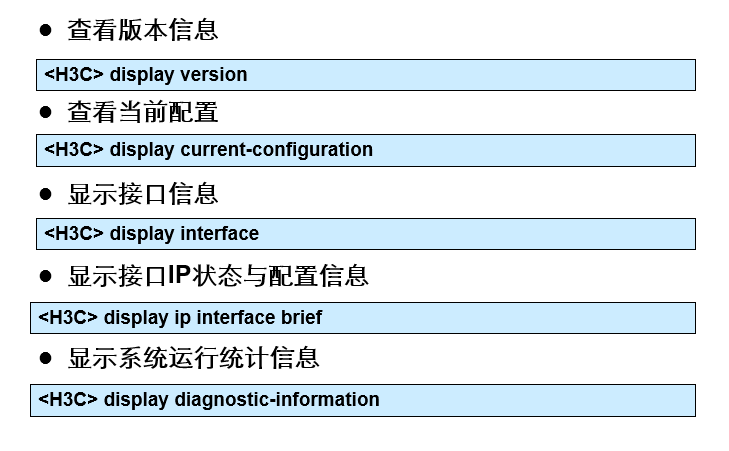 ● 查看版本信息
<H3C> display version
● 查看当前配置
<H3C> display current-configuration
● 显示接口信息
<H3C> display interface
● 显示接口IP状态与配置信息
<H3C> display ip interface brief
● 显示系统运行统计信息
<H3C> display diagnostic-information